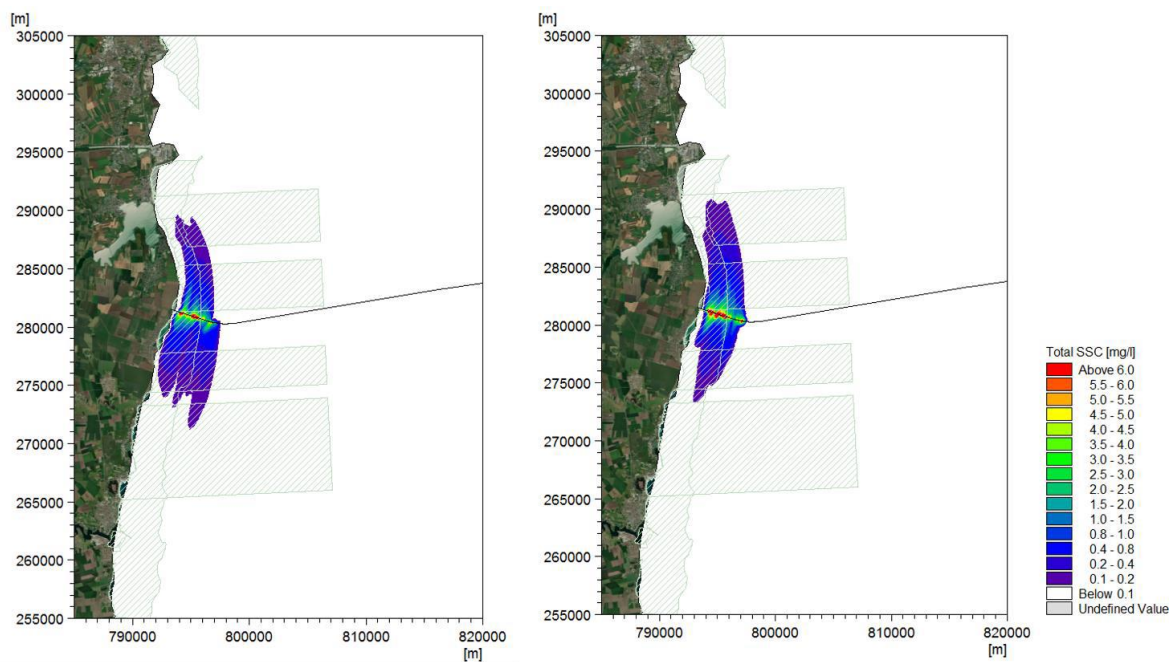 [m]
305000
300000
295000
290000
285000
280000
275000
270000
265000
260000
255000
790000 800000 810000 820000
[m]
[m]
305000
300000
295000
290000
285000
280000
275000
270000
265000
260000
255000
790000 800000 810000 820000
[m]
Total SSC [mg/l]
Above 6.0
5.5 - 6.0
5.0 - 5.5
4.5 - 5.0
4.0 - 4.5
3.5 - 4.0
3.0 - 3.5
2.5 - 3.0
2.0 - 2.5
1.5 - 2.0
1.0 - 1.5
0.8 - 1.0
0.4 - 0.8
0.2 - 0.4
0.1 - 0.2
Below 0.1
Undefined Value